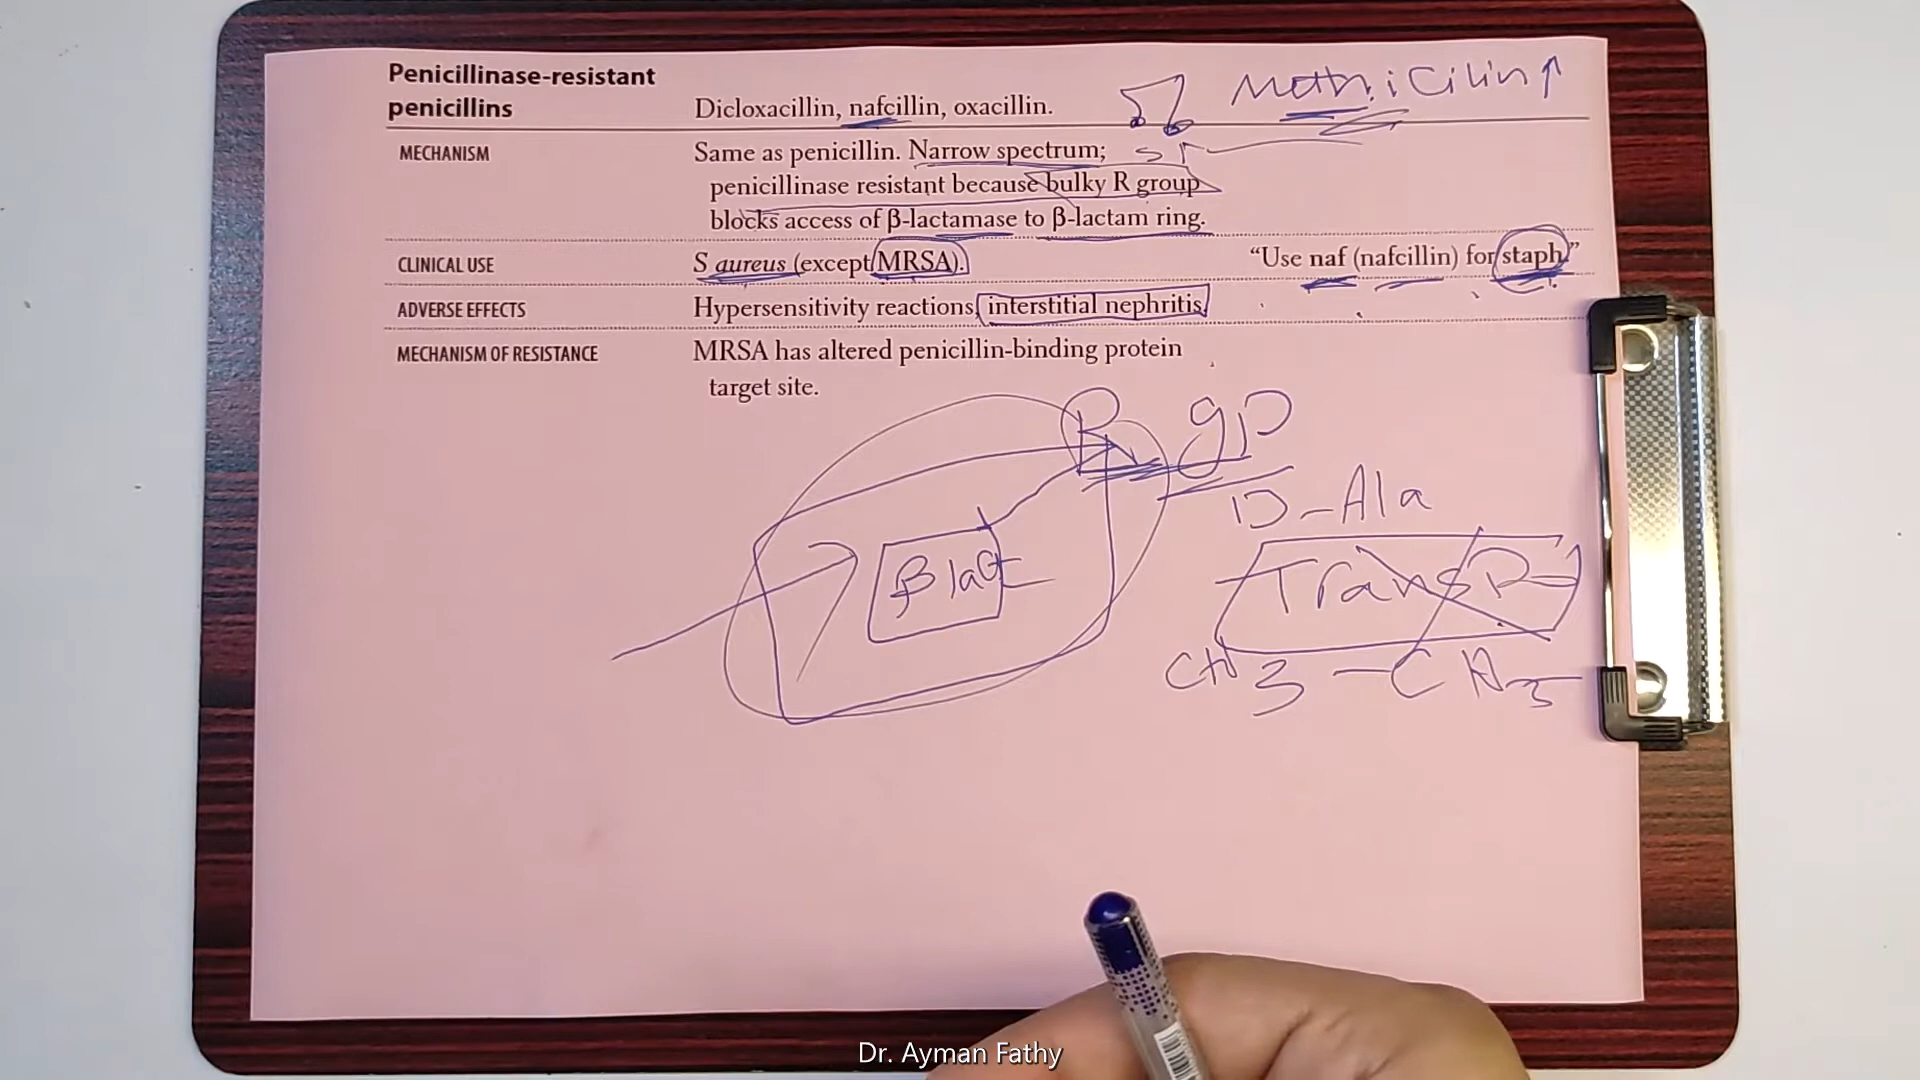 Penicillinase-resistant
penicillins
Dicloxacillin, nafcillin, oxacillin.
Methicilin
MECHANISM
Same as penicillin. Narrow spectrum;
penicillinase resistant because bulky R group
blocks access of β-lactamase to β-lactam ring.
CLINICAL USE
S aureus (except MRSA).
“Use naf (nafcillin) for staph.”
ADVERSE EFFECTS
Hypersensitivity reactions, interstitial nephritis.
MECHANISM OF RESISTANCE
MRSA has altered penicillin-binding protein
target site.
R gp
D-Ala
β lact
TransP
CH3-CH3
Dr. Ayman Fathy